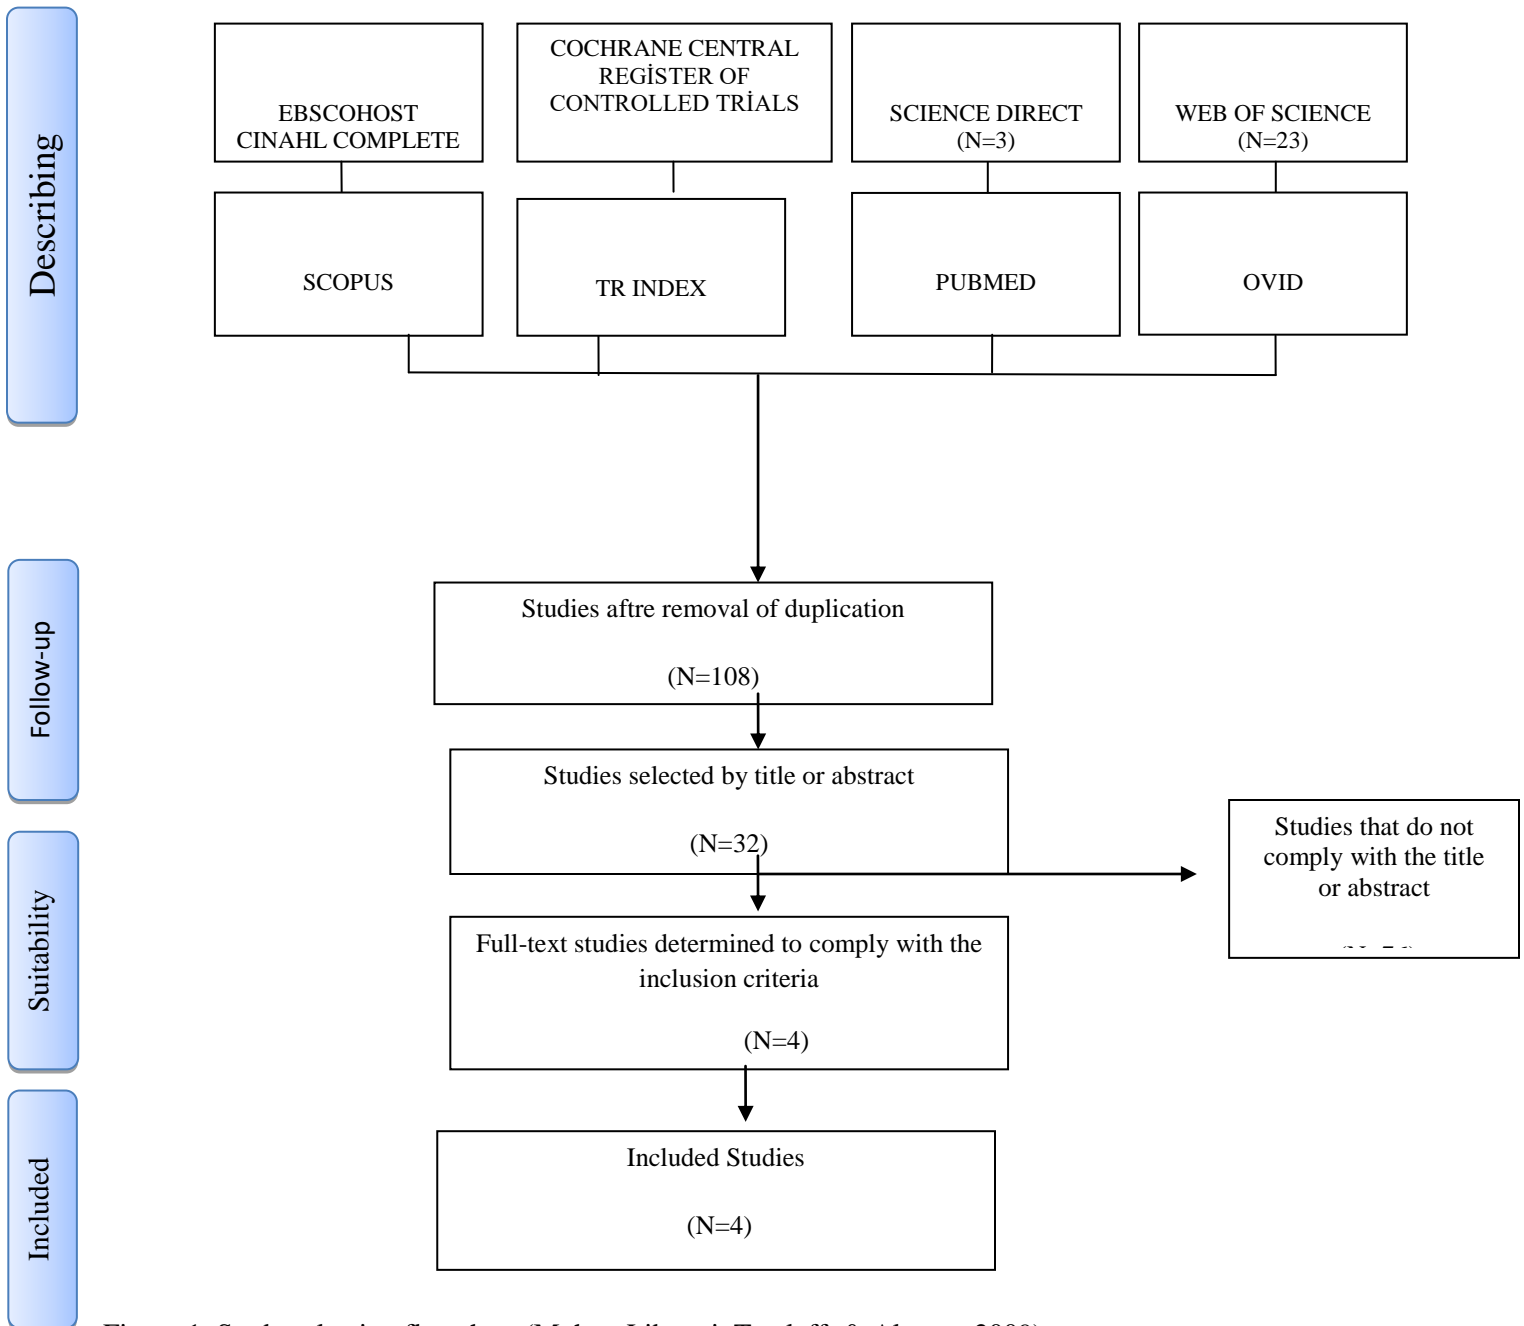 Describing
EBSCOHOST
CINAHL COMPLETE
COCHRANE CENTRAL
REGİSTER OF
CONTROLLED TRİALS
SCIENCE DIRECT
(N=3)
WEB OF SCIENCE
(N=23)
SCOPUS
TR INDEX
PUBMED
OVID
Follow-up
Studies aftre removal of duplication
(N=108)
Studies selected by title or abstract
(N=32)
Studies that do not
comply with the title
or abstract
Suitability
Full-text studies determined to comply with the
inclusion criteria
(N=4)
Included
Included Studies
(N=4)